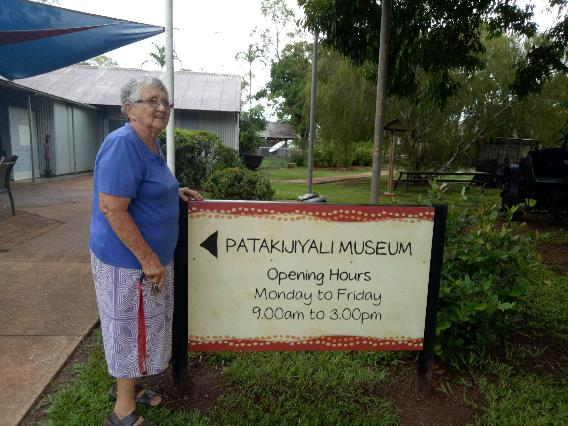 PATAKIJIYALI MUSEUM
Opening Hours
Monday to Friday
9.00am to 3.00pm